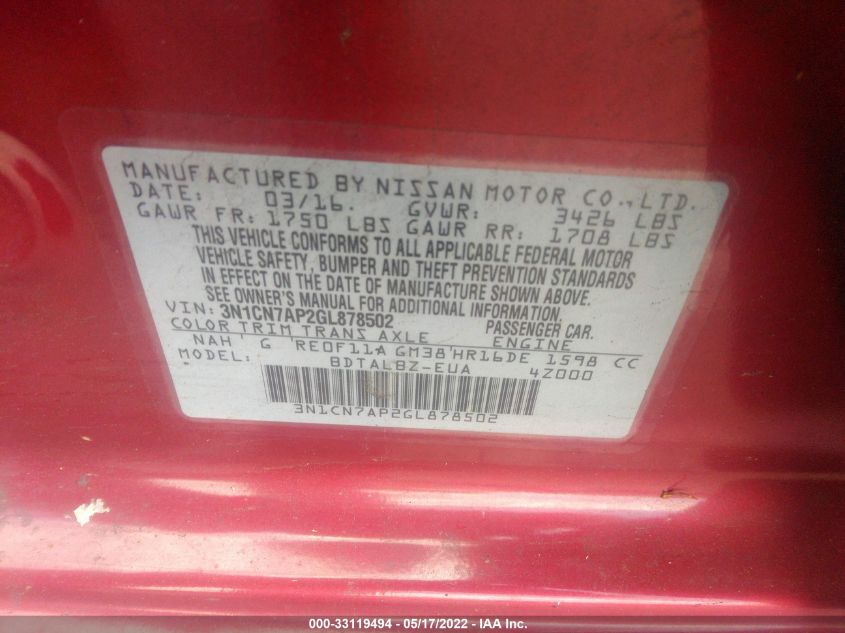 MANUFACTURED BY NISSAN MOTOR CO., LTD.
DATE: 03/16. GVWR: 3426 LBS
GAWR FR: 1750 LBS GAWR RR: 1708 LBS
THIS VEHICLE CONFORMS TO ALL APPLICABLE FEDERAL MOTOR
VEHICLE SAFETY, BUMPER AND THEFT PREVENTION STANDARDS
IN EFFECT ON THE DATE OF MANUFACTURE SHOWN ABOVE.
SEE OWNER'S MANUAL FOR ADDITIONAL INFORMATION.
VIN: 3N1CN7AP2GL878502 PASSENGER CAR.
COLOR TRIM TRANS AXLE ENGINE
NAH G RE0F11A GM38 HR16DE 1598 CC
MODEL: BDTALBZ-EUA 4Z000
3N1CN7AP2GL878502
000-33119494 - 05/17/2022 - IAA Inc.